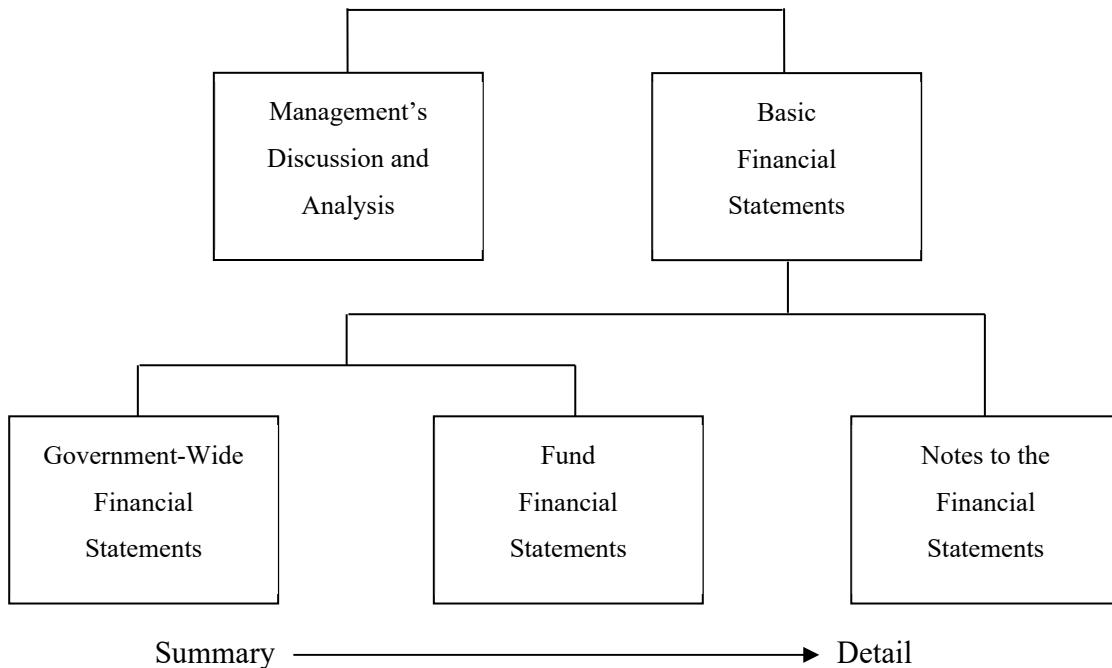 Management’s
Discussion and
Analysis
Basic
Financial
Statements
Government-Wide
Financial
Statements
Fund
Financial
Statements
Notes to the
Financial
Statements
Summary
Detail